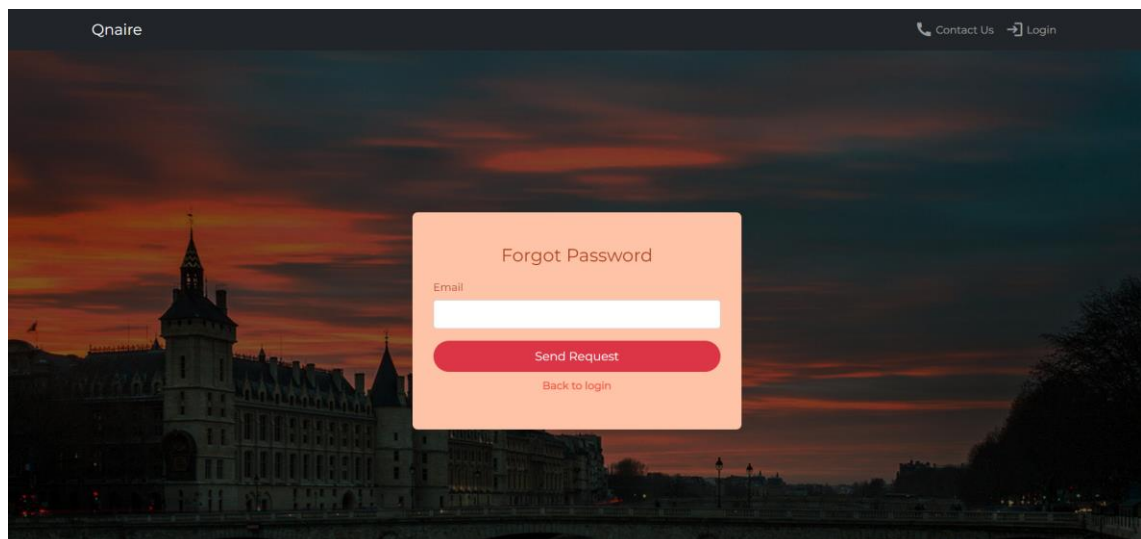 Qnaire
Contact Us
Login
Forgot Password
Email
Send Request
Back to login